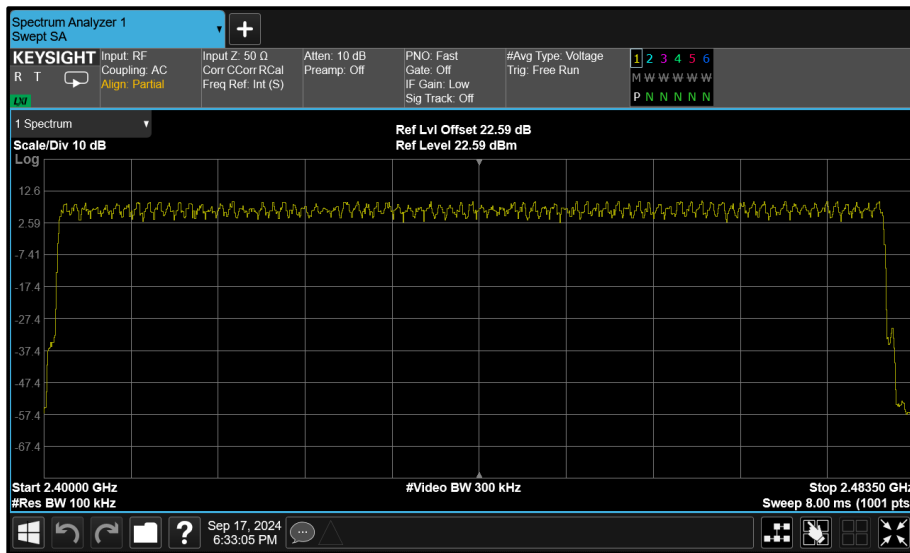 Spectrum Analyzer 1
Swept SA
KEYSIGHT
R T
LXI
Input: RF
Coupling: AC
Align: Partial
Input Z: 50 Ω
Corr CCorr RCal
Freq Ref: Int (S)
Atten: 10 dB
Preamp: Off
PNO: Fast
Gate: Off
IF Gain: Low
Sig Track: Off
#Avg Type: Voltage
Trig: Free Run
1 2 3 4 5 6
M W W W W W
P N N N N N
1 Spectrum
Scale/Div 10 dB
Ref Lvl Offset 22.59 dB
Ref Level 22.59 dBm
Log
12.6
2.59
-7.41
-17.4
-27.4
-37.4
-47.4
-57.4
-67.4
Start 2.40000 GHz
#Res BW 100 kHz
#Video BW 300 kHz
Stop 2.48350 GHz
Sweep 8.00 ms (1001 pts
?
Sep 17, 2024
6:33:05 PM